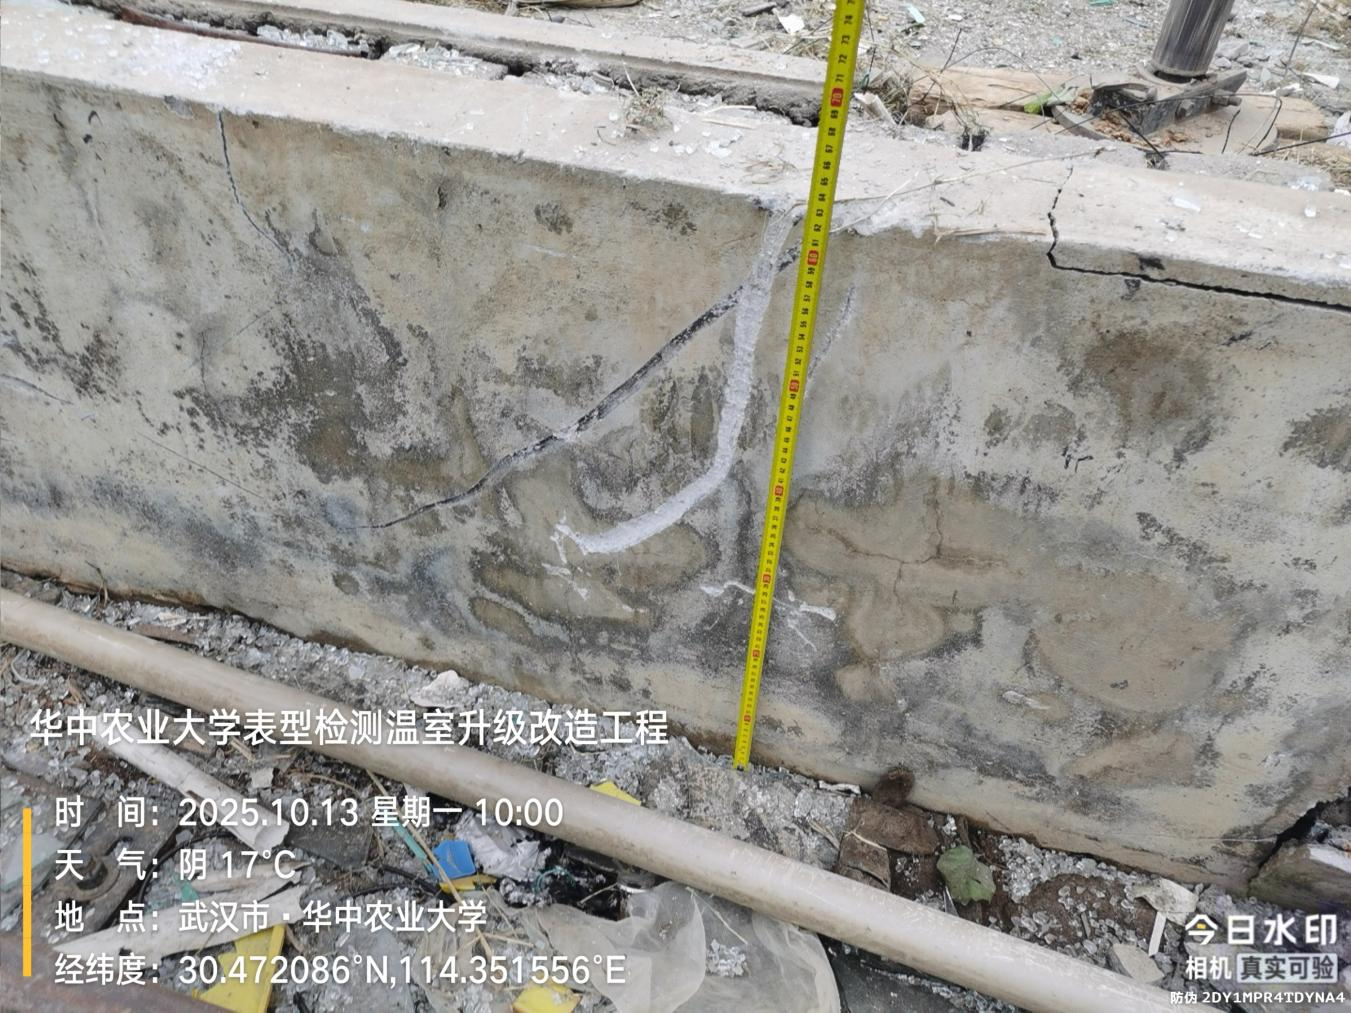 华中农业大学表型检测温室升级改造工程
时 间：2025.10.13 星期一 10:00
天 气：阴 17°C
地 点：武汉市·华中农业大学
经纬度：30.472086°N,114.351556°E
今日水印
相机 真实可验
防伪 2DY1MPR4TDYNA4